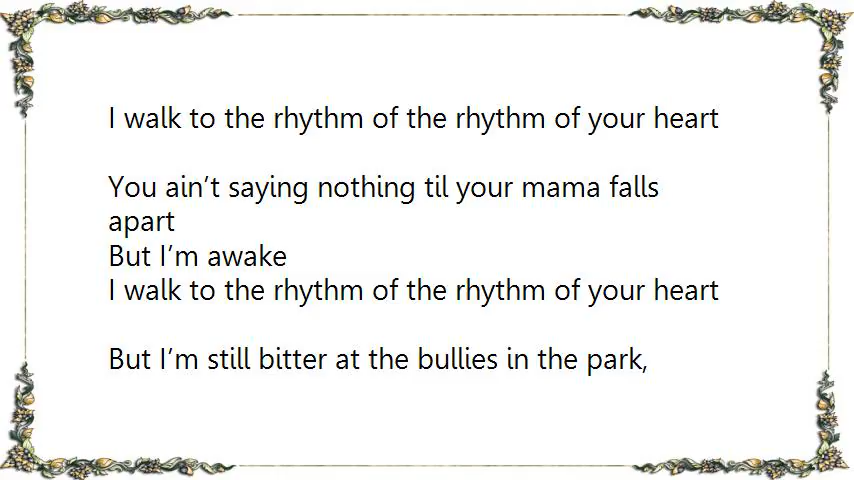 I walk to the rhythm of the rhythm of your heart
You ain’t saying nothing til your mama falls
apart
But I’m awake
I walk to the rhythm of the rhythm of your heart
But I’m still bitter at the bullies in the park,